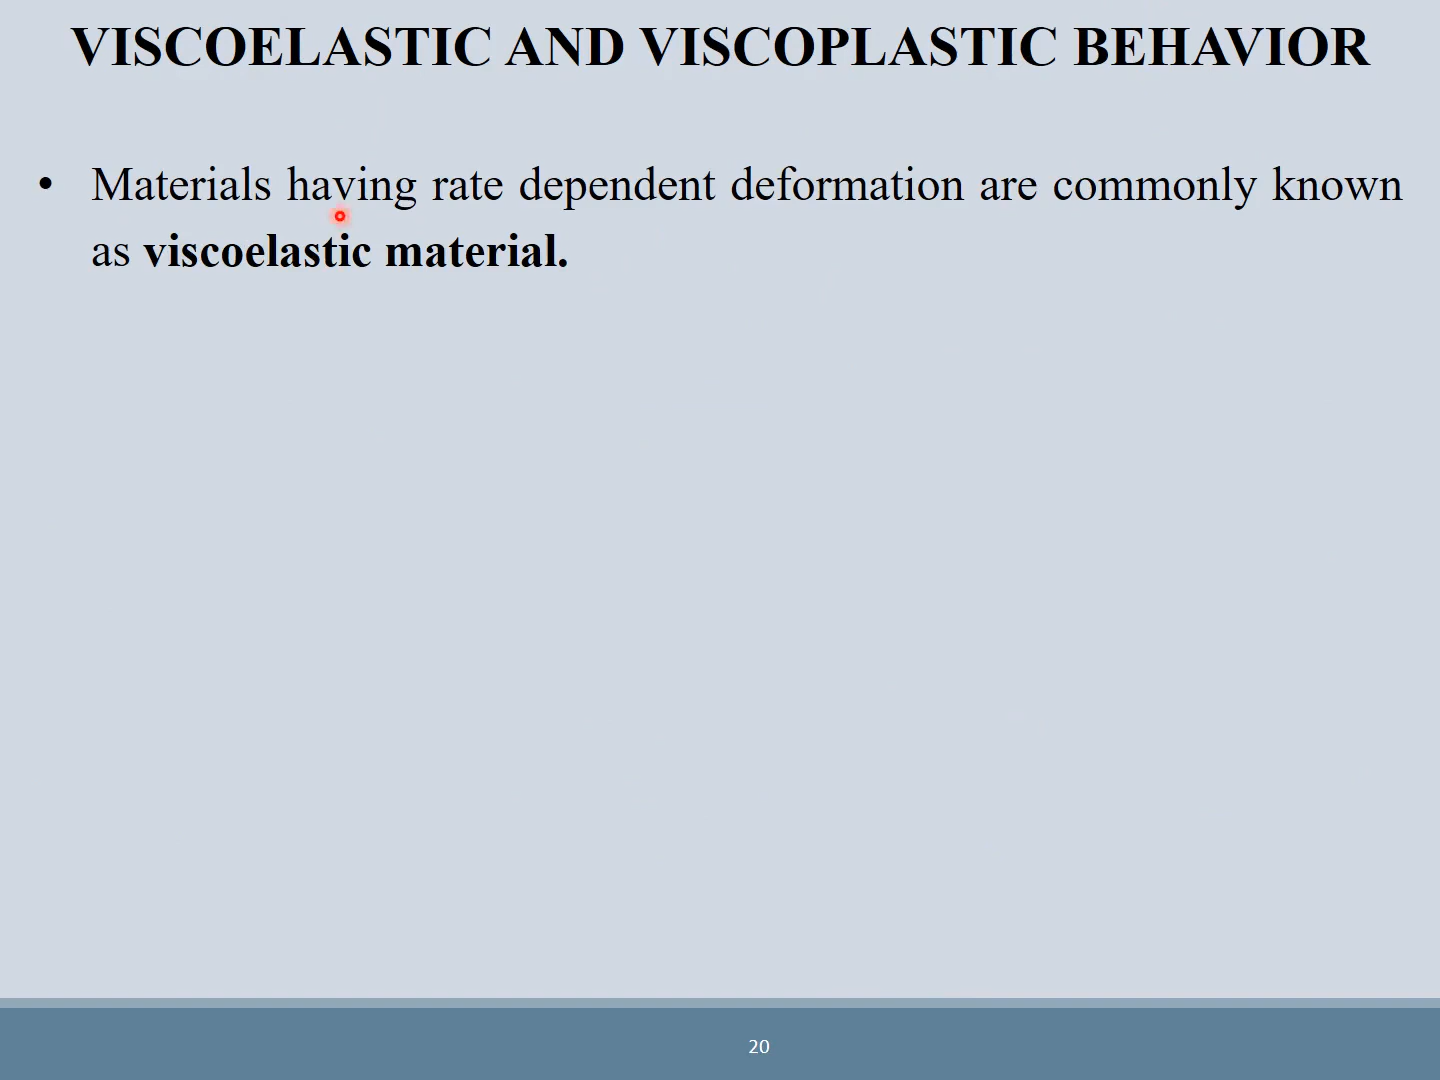 VISCOELASTIC AND VISCOPLASTIC BEHAVIOR
• Materials having rate dependent deformation are commonly known
as viscoelastic material.
20